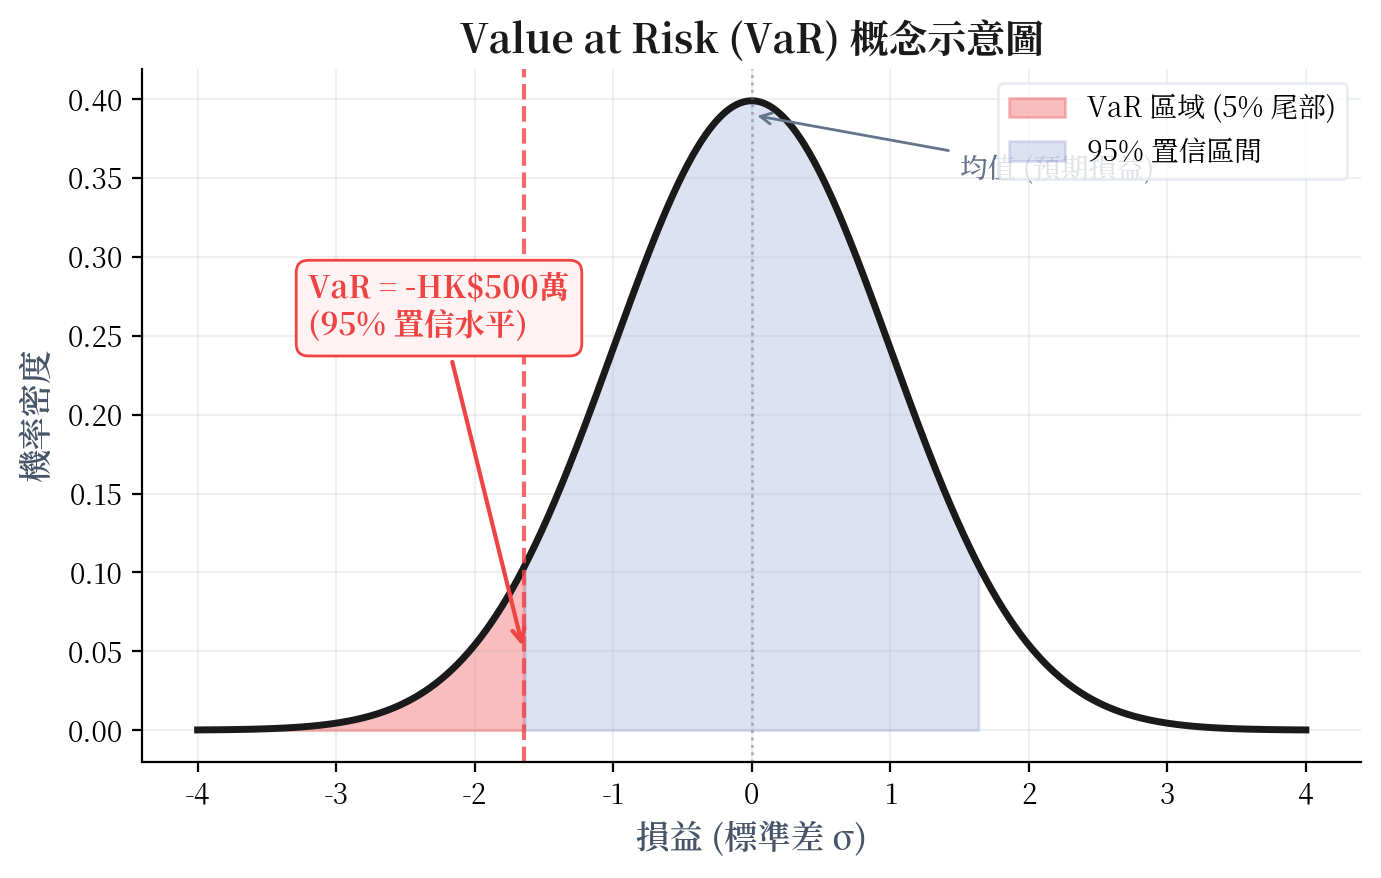 Value at Risk (VaR) 概念示意圖
VaR 區域 (5% 尾部)
95% 置信區間
均值 (預期損益)
VaR = -HK$500萬
(95% 置信水平)
機率密度
0.40
0.35
0.30
0.25
0.20
0.15
0.10
0.05
0.00
-4
-3
-2
-1
0
1
2
3
4
損益 (標準差 σ)